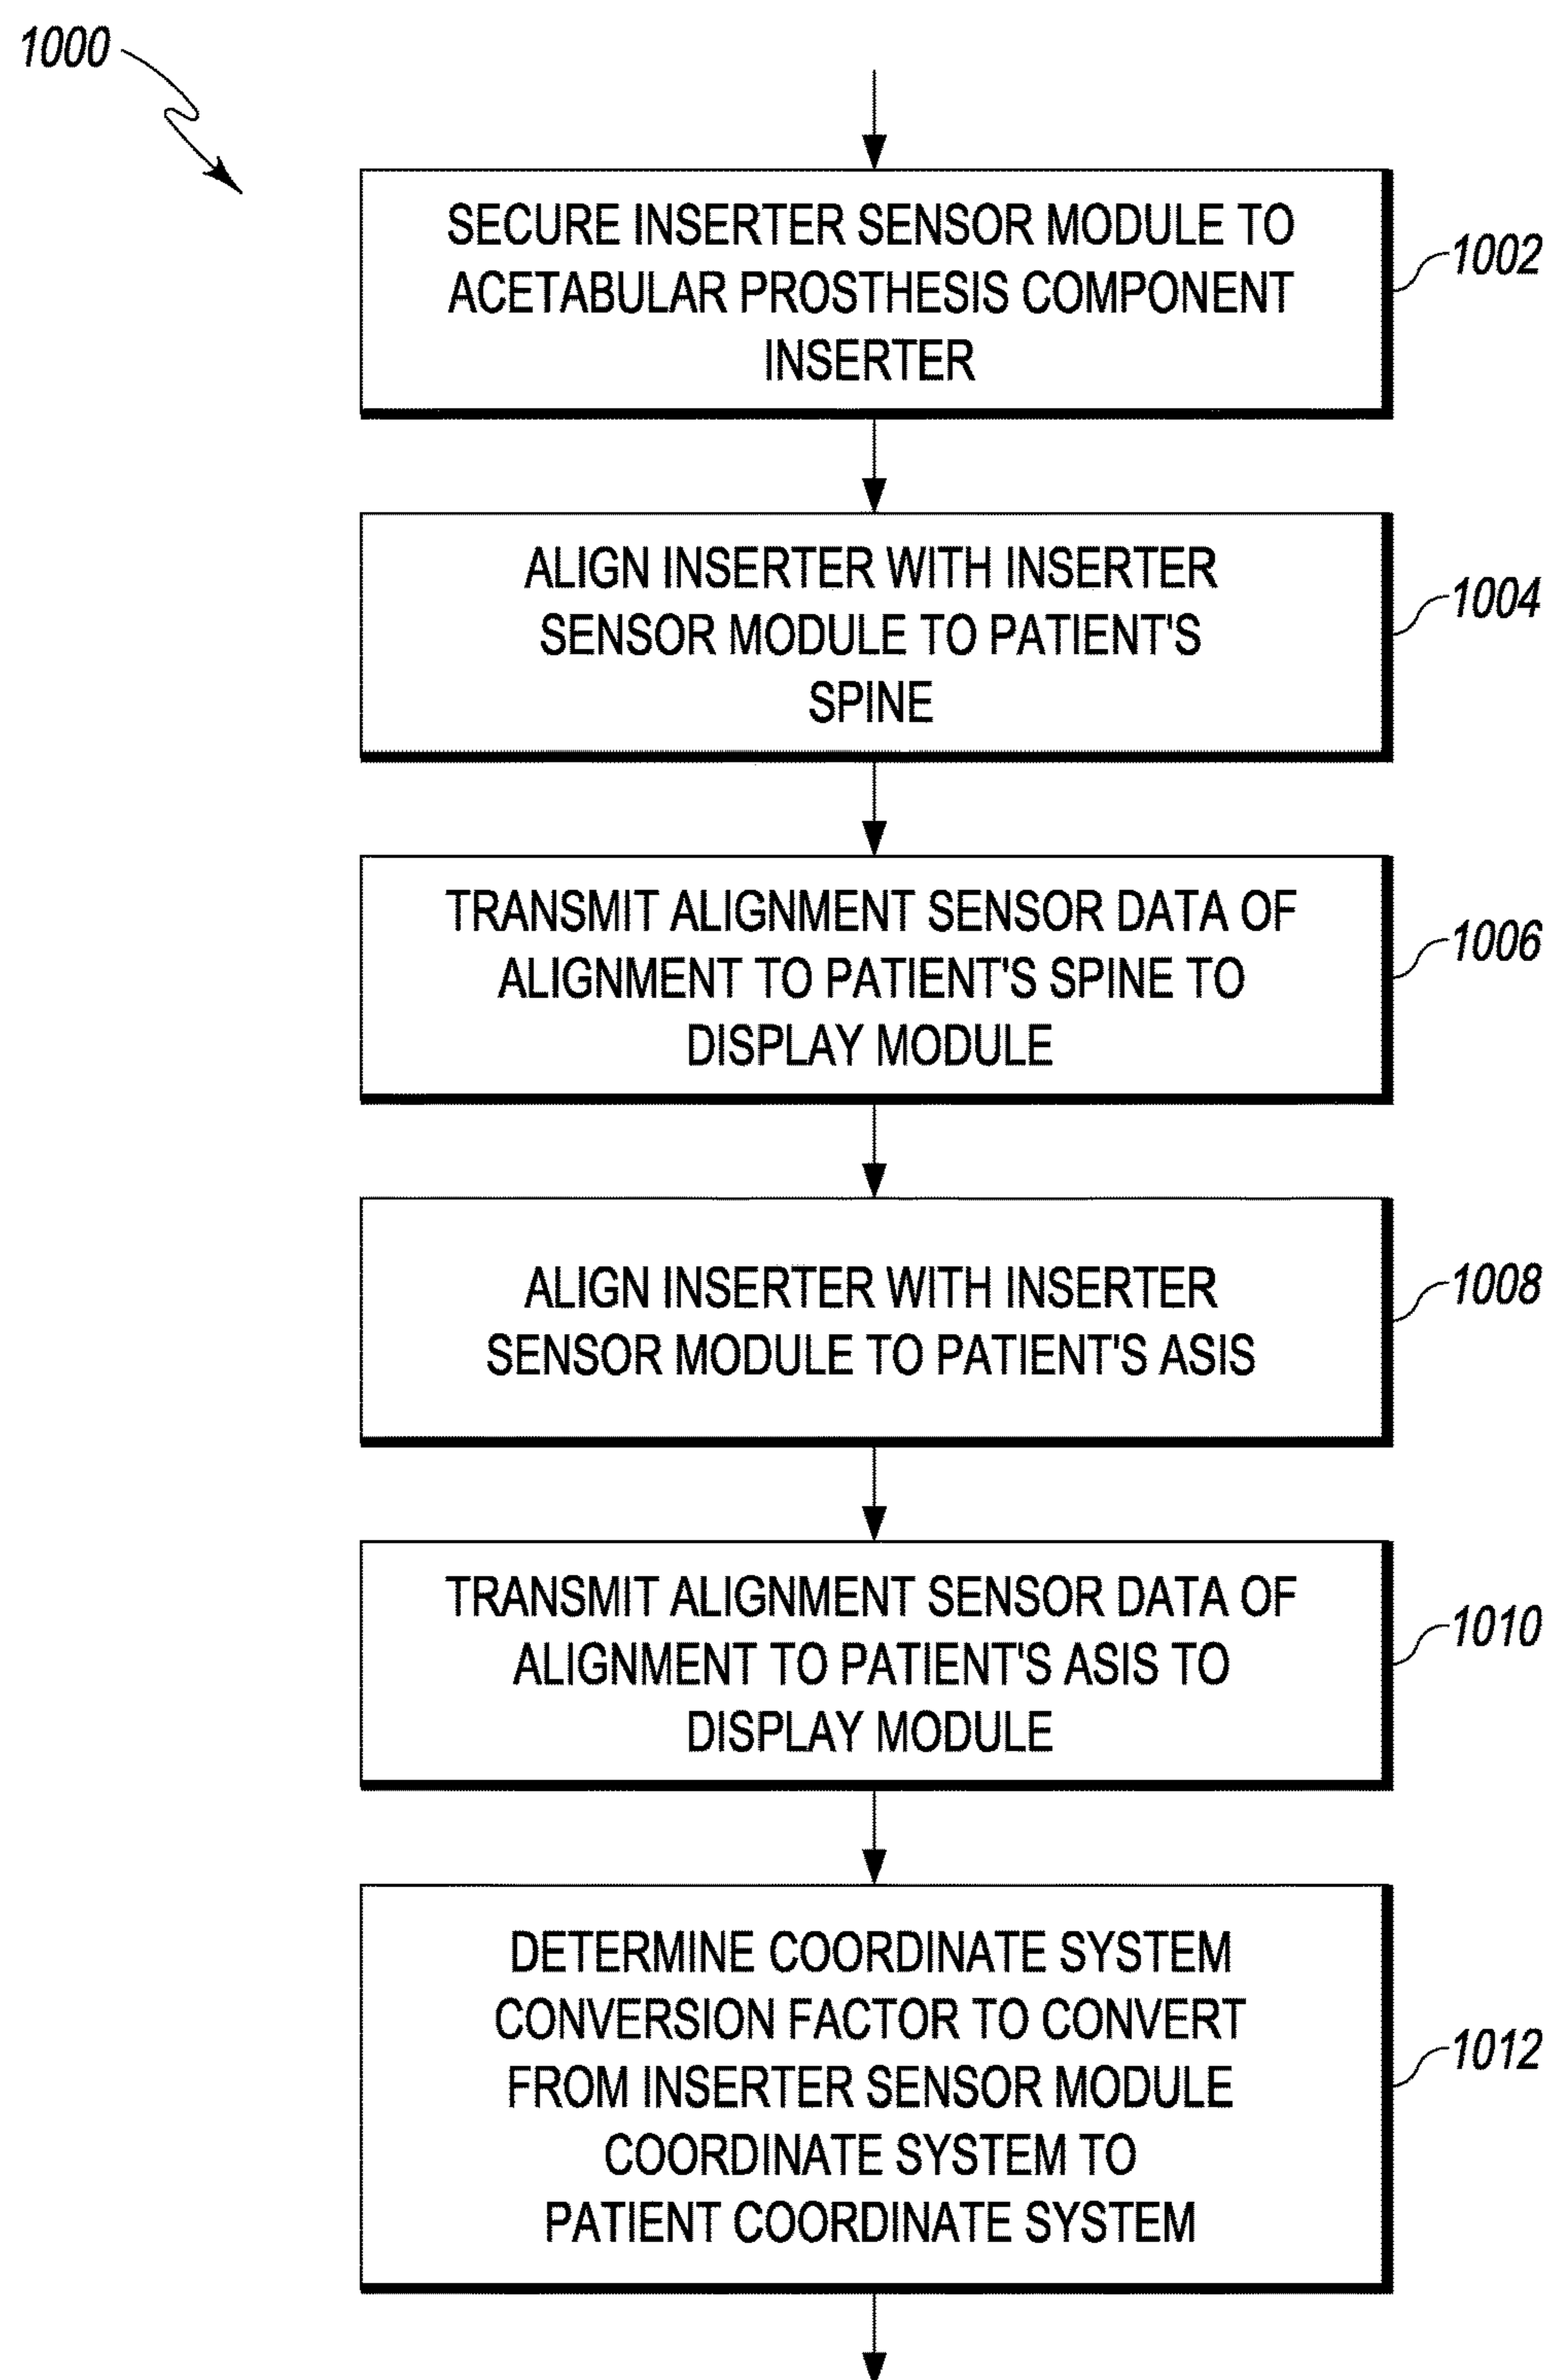 1000
SECURE INSERTER SENSOR MODULE TO
ACETABULAR PROSTHESIS COMPONENT
INSERTER
1002
ALIGN INSERTER WITH INSERTER
SENSOR MODULE TO PATIENT'S
SPINE
1004
TRANSMIT ALIGNMENT SENSOR DATA OF
ALIGNMENT TO PATIENT'S SPINE TO
DISPLAY MODULE
1006
ALIGN INSERTER WITH INSERTER
SENSOR MODULE TO PATIENT'S ASIS
1008
TRANSMIT ALIGNMENT SENSOR DATA OF
ALIGNMENT TO PATIENT'S ASIS TO
DISPLAY MODULE
1010
DETERMINE COORDINATE SYSTEM
CONVERSION FACTOR TO CONVERT
FROM INSERTER SENSOR MODULE
COORDINATE SYSTEM TO
PATIENT COORDINATE SYSTEM
1012